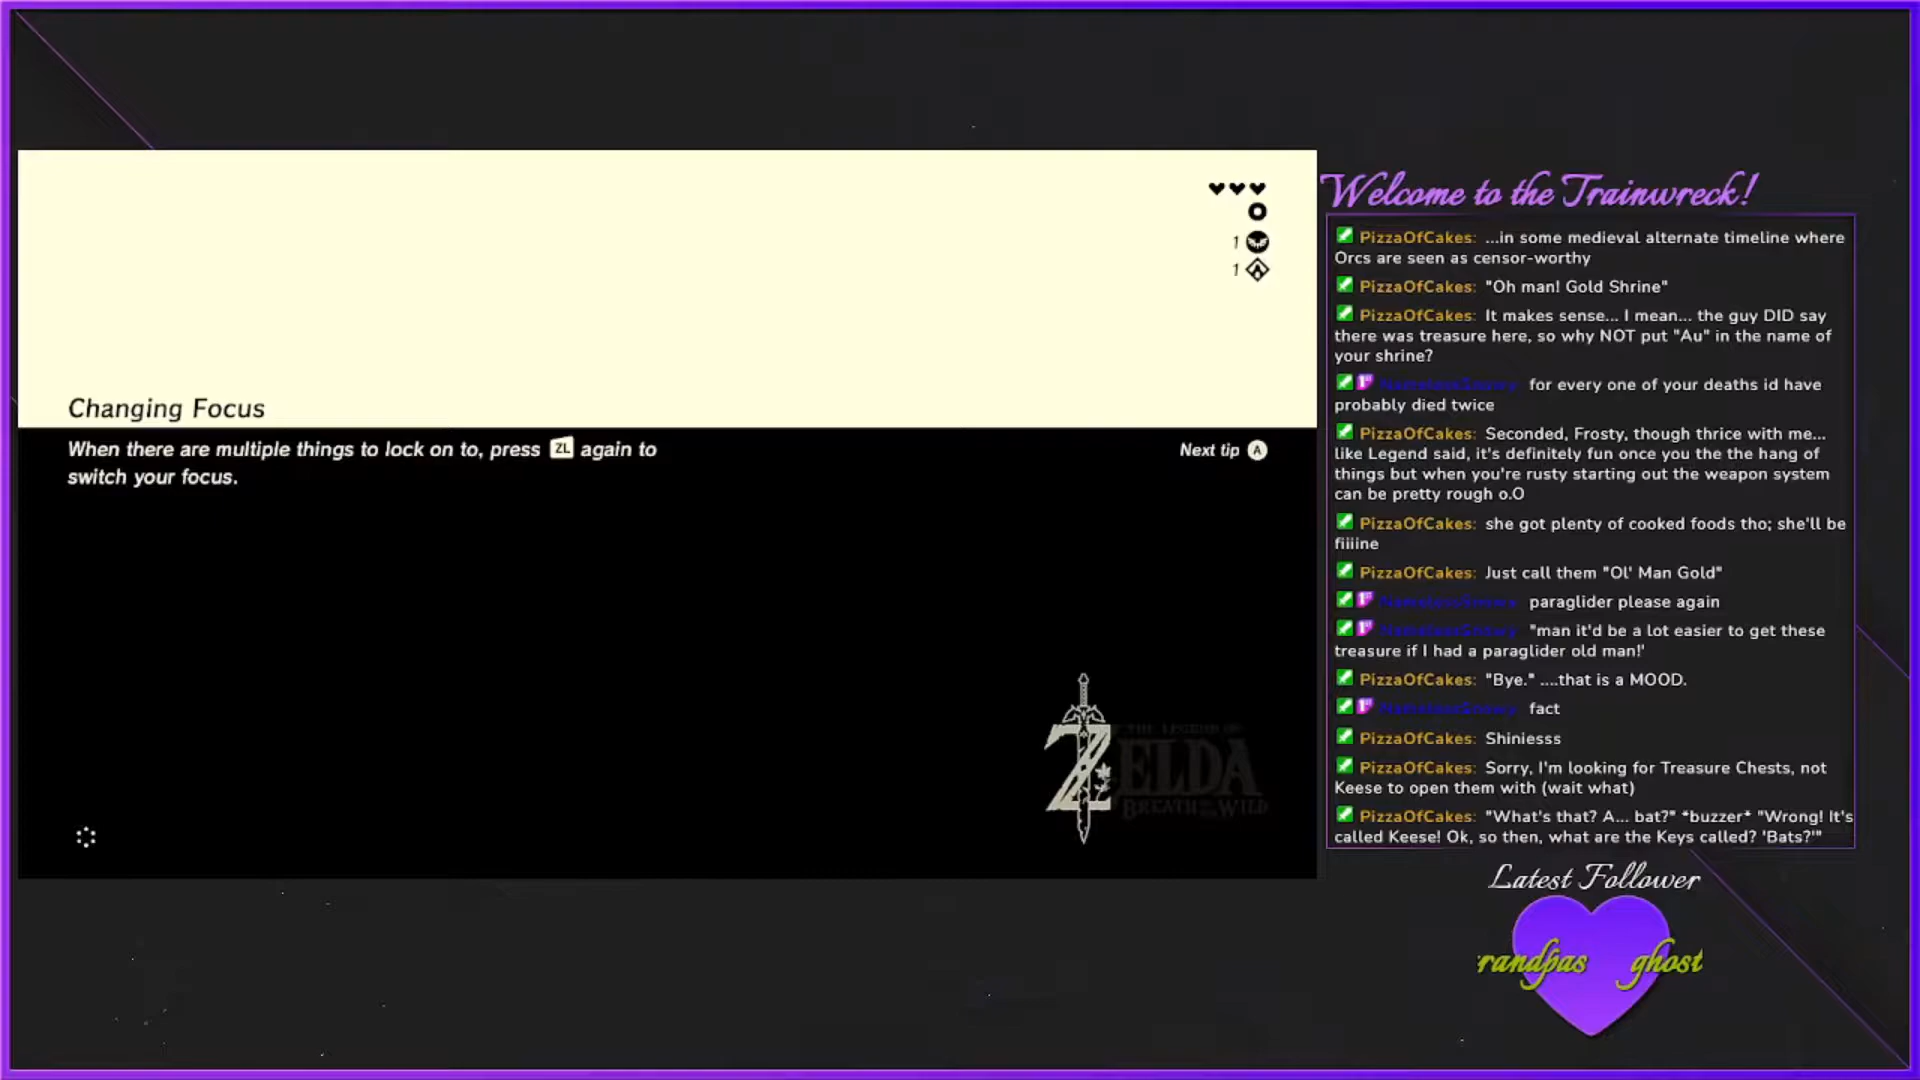 1
1
Changing Focus
When there are multiple things to lock on to, press ZL again to
switch your focus.
Next tip A
THE LEGEND OF
ZELDA
BREATH OF THE WILD
Welcome to the Trainwreck!
PizzaOfCakes: ...in some medieval alternate timeline where
Orcs are seen as censor-worthy
PizzaOfCakes: "Oh man! Gold Shrine"
PizzaOfCakes: It makes sense... I mean... the guy DID say
there was treasure here, so why NOT put "Au" in the name of
your shrine?
for every one of your deaths id have
probably died twice
PizzaOfCakes: Seconded, Frosty, though thrice with me...
like Legend said, it's definitely fun once you the the hang of
things but when you're rusty starting out the weapon system
can be pretty rough o.O
PizzaOfCakes: she got plenty of cooked foods tho; she'll be
fiiiine
PizzaOfCakes: Just call them "Ol' Man Gold"
paraglider please again
"man it'd be a lot easier to get these
treasure if I had a paraglider old man!'
PizzaOfCakes: "Bye." ....that is a MOOD.
fact
PizzaOfCakes: Shiniesss
PizzaOfCakes: Sorry, I'm looking for Treasure Chests, not
Keese to open them with (wait what)
PizzaOfCakes: "What's that? A... bat?" *buzzer* "Wrong! It's
called Keese! Ok, so then, what are the Keys called? 'Bats?'"
Latest Follower
randpas ghost